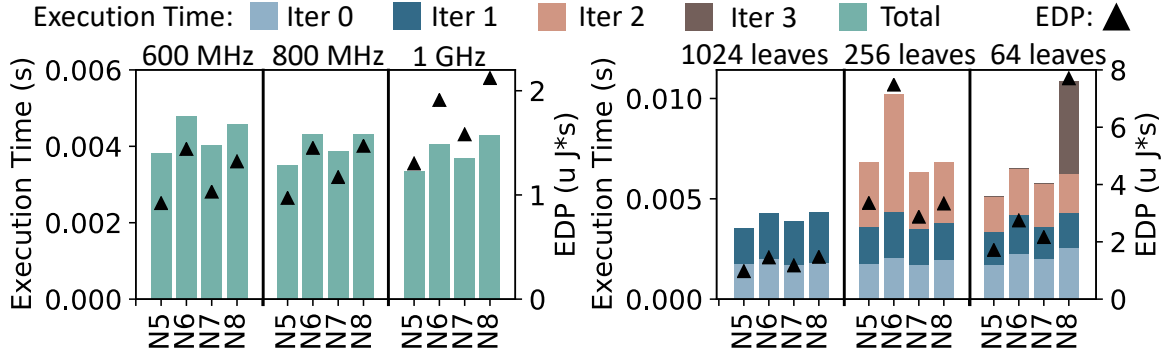 Execution Time: Iter 0 Iter 1 Iter 2 Iter 3 Total EDP:
600 MHz 800 MHz 1 GHz
Execution Time (s)
0.006
0.004
0.002
0.000
2
1
0
EDP (u J*s)
N5 N6 N7 N8 N5 N6 N7 N8 N5 N6 N7 N8
1024 leaves 256 leaves 64 leaves
Execution Time (s)
0.010
0.005
0.000
8
6
4
2
0
EDP (u J*s)
N5 N6 N7 N8 N5 N6 N7 N8 N5 N6 N7 N8